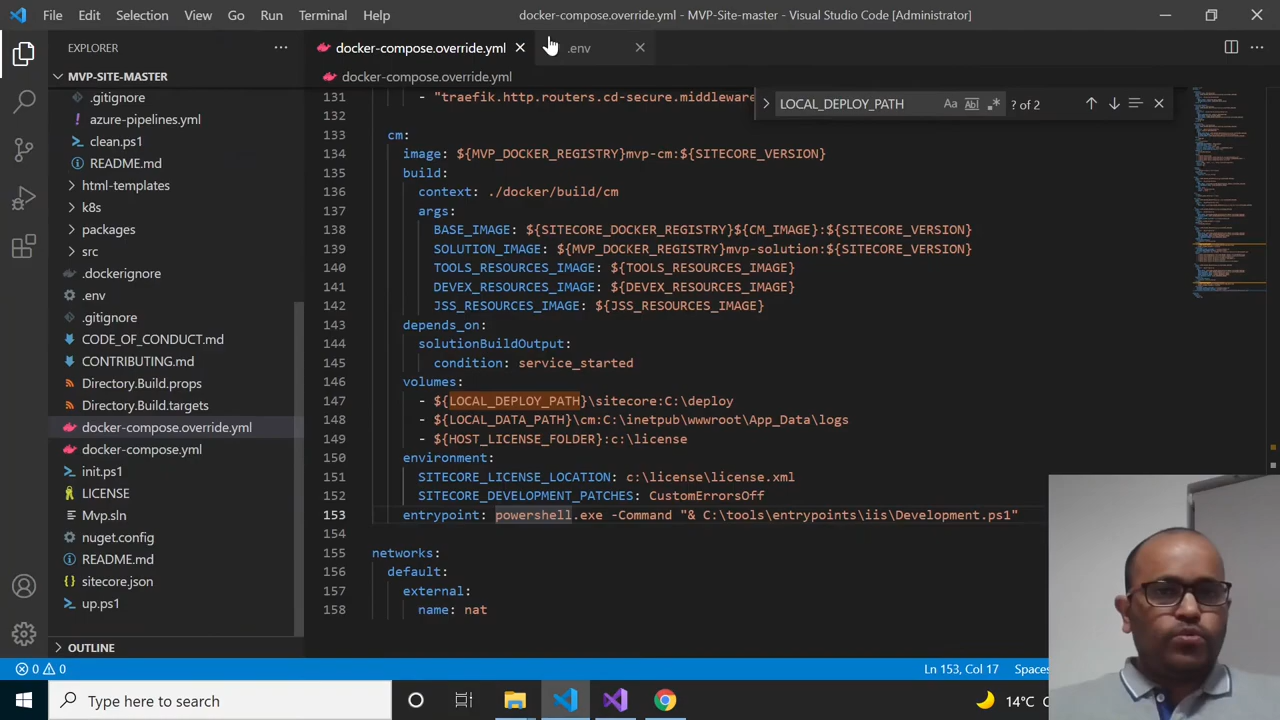 File Edit Selection View Go Run Terminal Help docker-compose.override.yml - MVP-Site-master - Visual Studio Code [Administrator]
EXPLORER
docker-compose.override.yml
.env
MVP-SITE-MASTER
.gitignore
azure-pipelines.yml
clean.ps1
README.md
html-templates
k8s
packages
src
.dockerignore
.env
.gitignore
CODE_OF_CONDUCT.md
CONTRIBUTING.md
Directory.Build.props
Directory.Build.targets
docker-compose.override.yml
docker-compose.yml
init.ps1
LICENSE
Mvp.sln
nuget.config
README.md
sitecore.json
up.ps1
OUTLINE
docker-compose.override.yml
LOCAL_DEPLOY_PATH Aa Ab ? of 2
131 - "traefik.http.routers.cd-secure.middleware
132
133 cm:
134 image: ${MVP_DOCKER_REGISTRY}mvp-cm:${SITECORE_VERSION}
135 build:
136 context: ./docker/build/cm
137 args:
138 BASE_IMAGE: ${SITECORE_DOCKER_REGISTRY}${CM_IMAGE}:${SITECORE_VERSION}
139 SOLUTION_IMAGE: ${MVP_DOCKER_REGISTRY}mvp-solution:${SITECORE_VERSION}
140 TOOLS_RESOURCES_IMAGE: ${TOOLS_RESOURCES_IMAGE}
141 DEVEX_RESOURCES_IMAGE: ${DEVEX_RESOURCES_IMAGE}
142 JSS_RESOURCES_IMAGE: ${JSS_RESOURCES_IMAGE}
143 depends_on:
144 solutionBuildOutput:
145 condition: service_started
146 volumes:
147 - ${LOCAL_DEPLOY_PATH}\sitecore:C:\deploy
148 - ${LOCAL_DATA_PATH}\cm:C:\inetpub\wwwroot\App_Data\logs
149 - ${HOST_LICENSE_FOLDER}:c:\license
150 environment:
151 SITECORE_LICENSE_LOCATION: c:\license\license.xml
152 SITECORE_DEVELOPMENT_PATCHES: CustomErrorsOff
153 entrypoint: powershell.exe -Command "& C:\tools\entrypoints\iis\Development.ps1"
154
155 networks:
156 default:
157 external:
158 name: nat
0 0 Ln 153, Col 17 Spaces
Type here to search 14°C